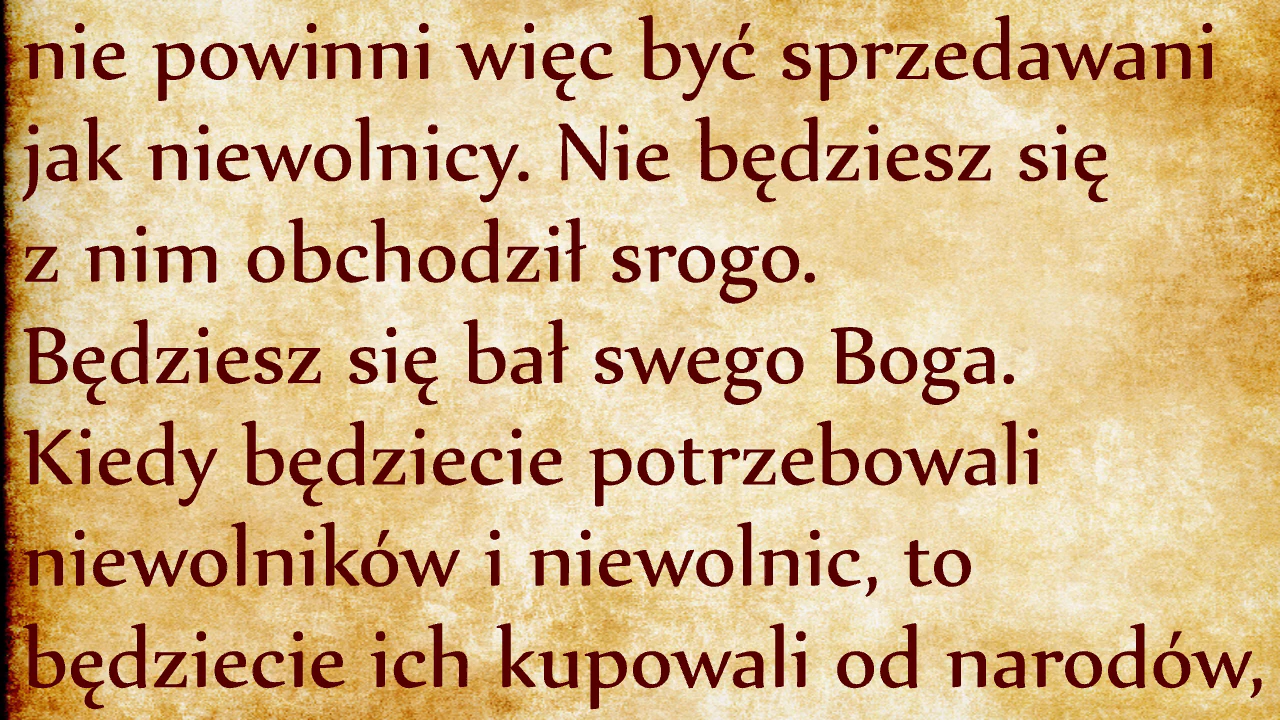 nie powinni więc być sprzedawani
jak niewolnicy. Nie będziesz się
z nim obchodził srogo.
Będziesz się bał swego Boga.
Kiedy będziecie potrzebowali
niewolników i niewolnic, to
będziecie ich kupowali od narodów,